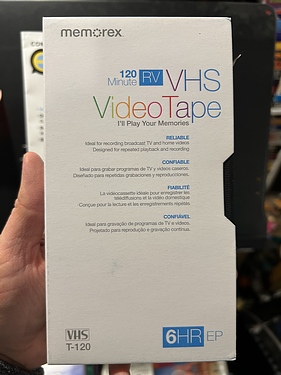 memorex
120 Minute RV VHS
VideoTape
I'll Play Your Memories
RELIABLE
Ideal for recording broadcast TV and home videos
Designed for repeated playback and recording
CONFIABLE
Ideal para grabar programas de TV y videos caseros.
Diseñado para repetidas grabaciones y reproducciones.
FIABILITÉ
La vidéocassette idéale pour enregistrer les
télédiffusions et la vidéo domestique
Conçue pour la lecture et les enregistrements répétés
CONFIÁVEL
Ideal para gravação de programas de TV e vídeos.
Projetado para reprodução e gravação contínua.
VHS
T-120
6HR EP